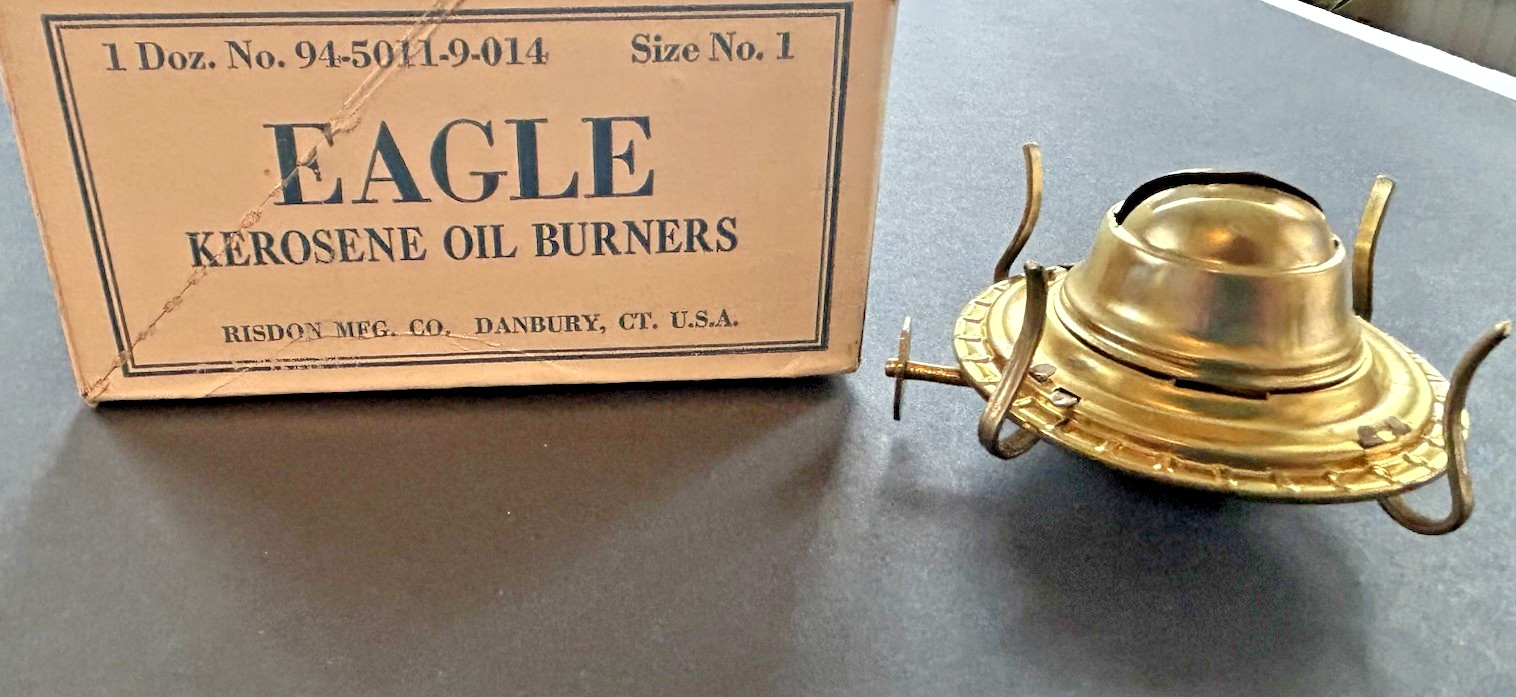 1 Doz. No. 94-5011-9-014 Size No. 1
EAGLE
KEROSENE OIL BURNERS
RISDON MFG. CO. DANBURY, CT. U.S.A.